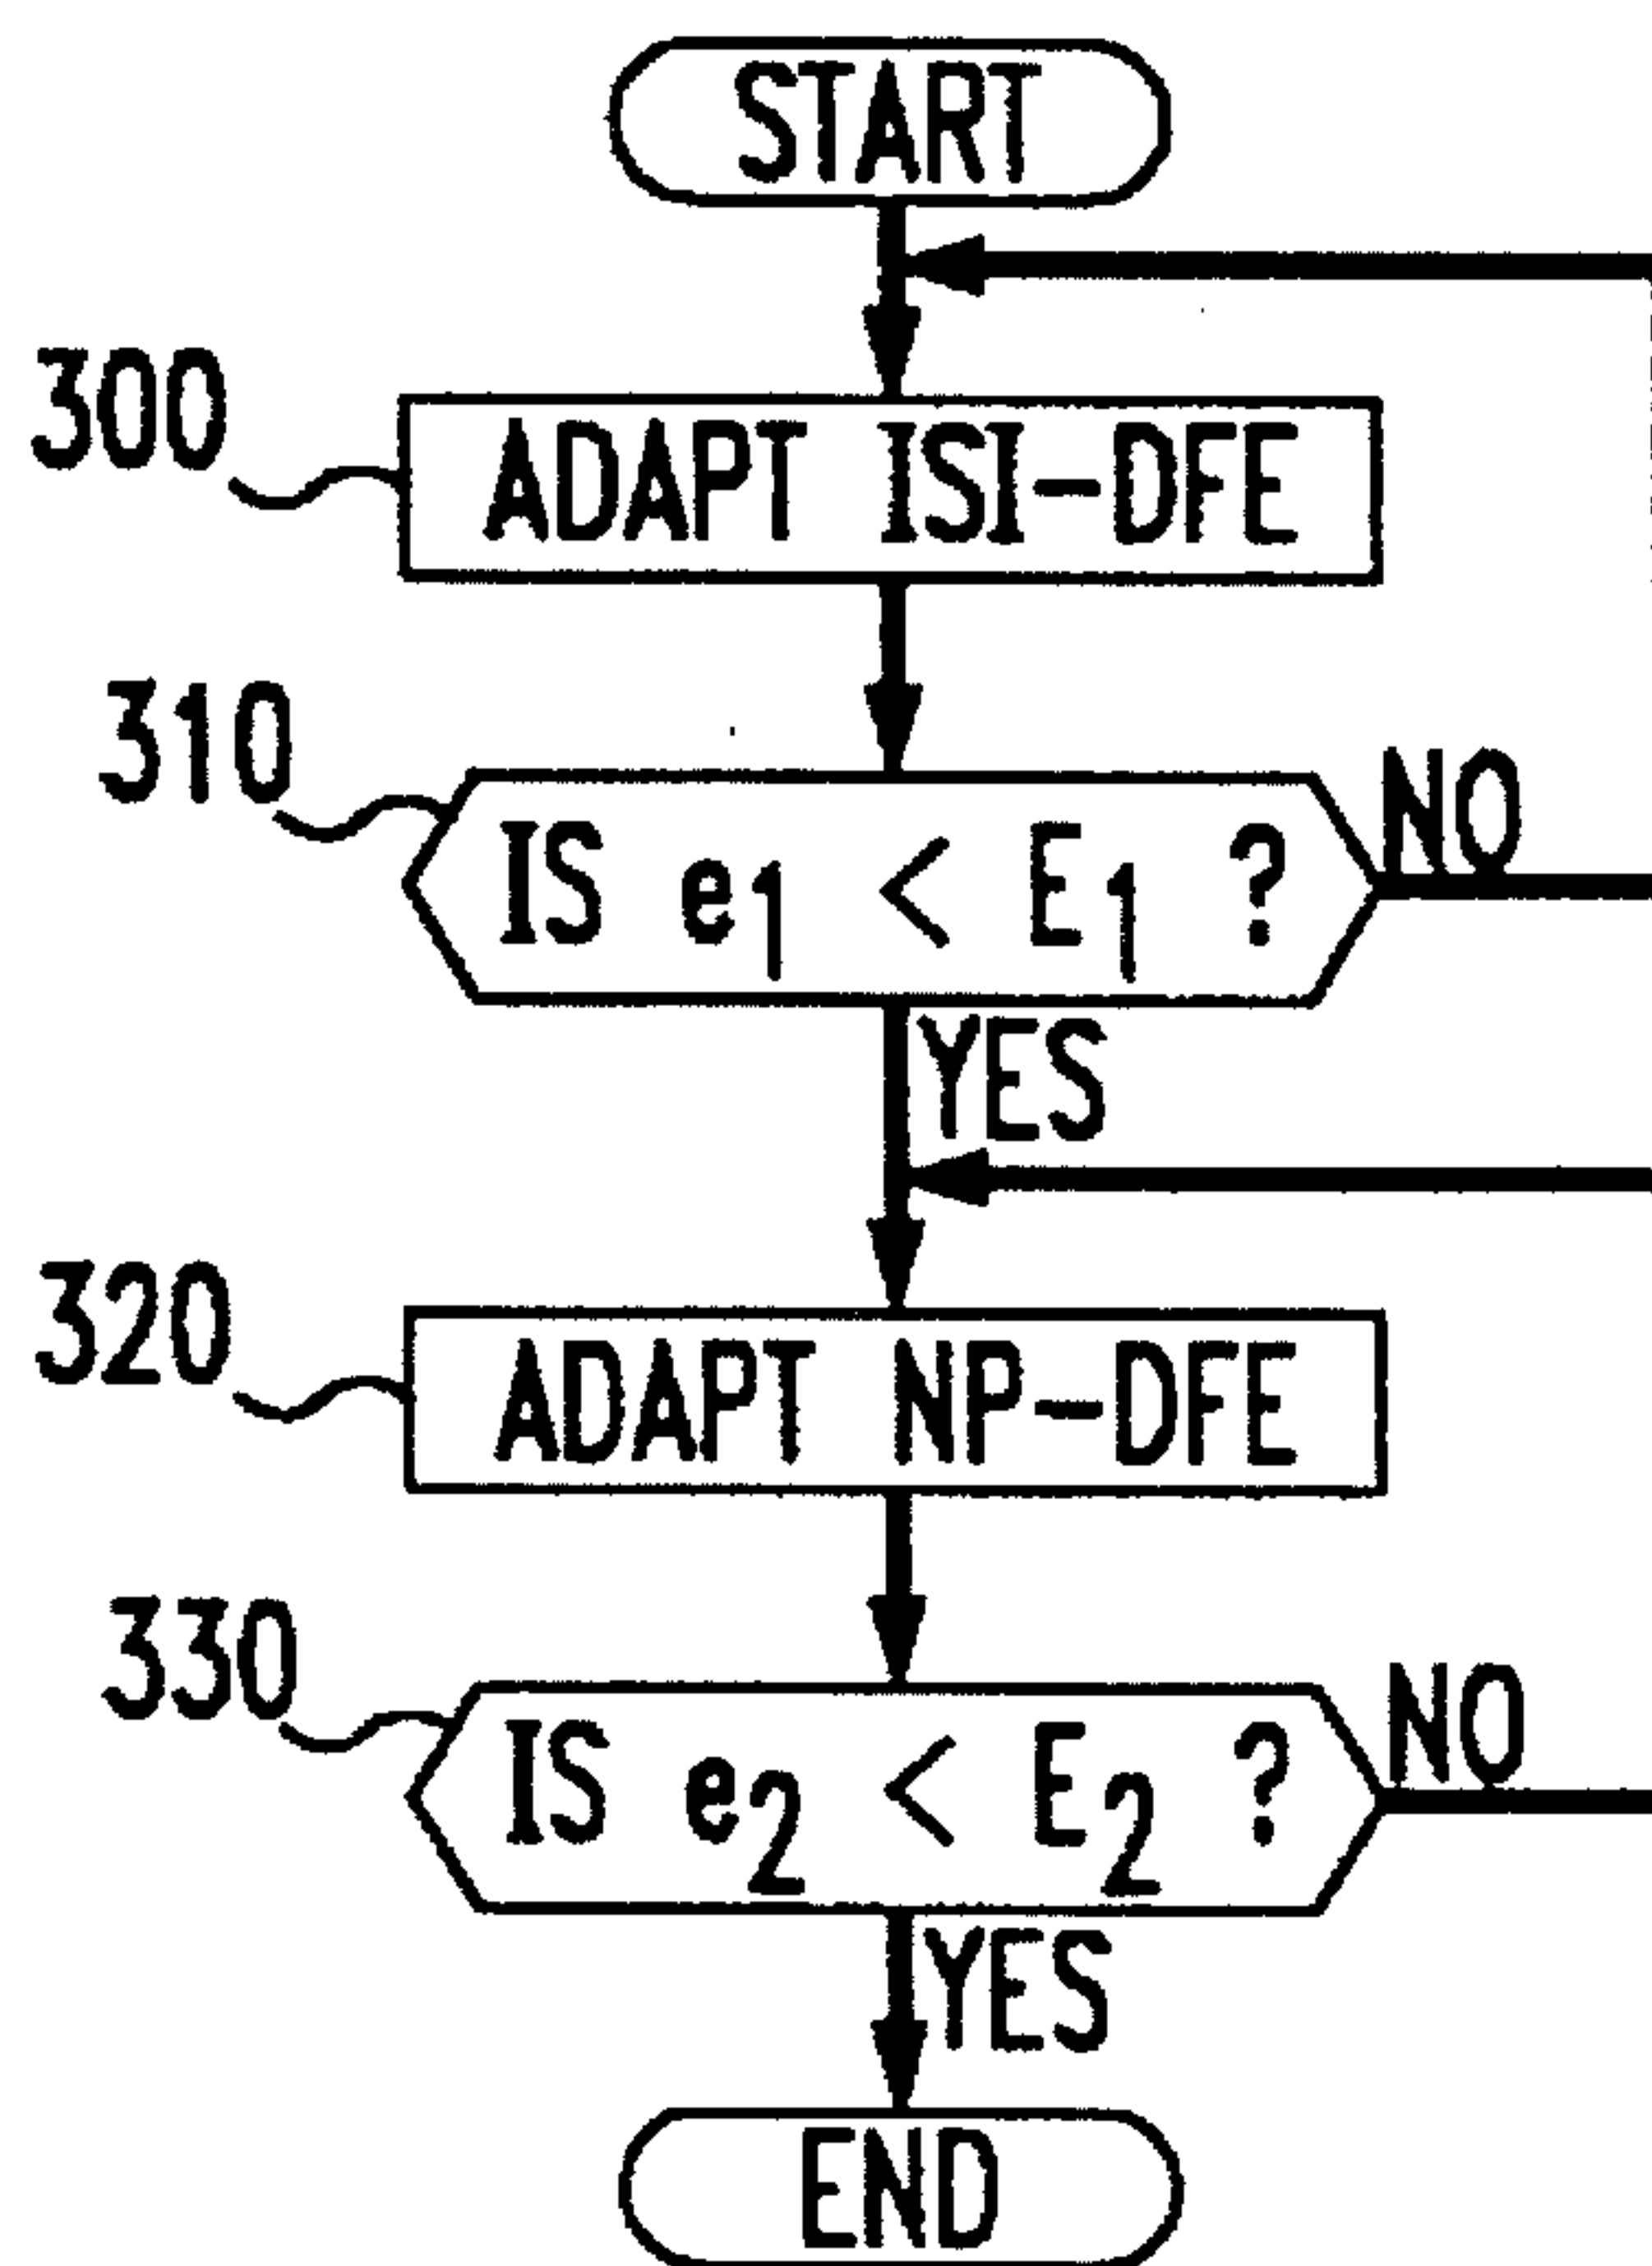 START
300
ADAPT ISI-DFE
310
IS e₁ < E₁ ?
NO
YES
320
ADAPT NP-DFE
330
IS e₂ < E₂ ?
NO
YES
END